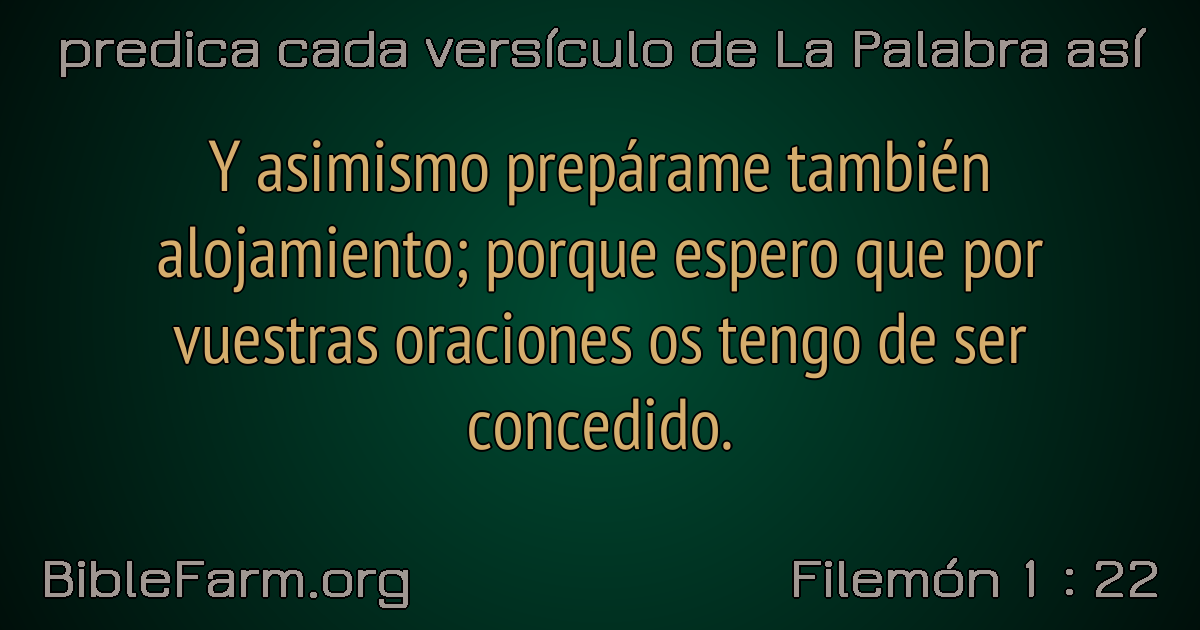 predica cada versículo de La Palabra así
Y asimismo prepárame también
alojamiento; porque espero que por
vuestras oraciones os tengo de ser
concedido.
BibleFarm.org
Filemón 1 : 22